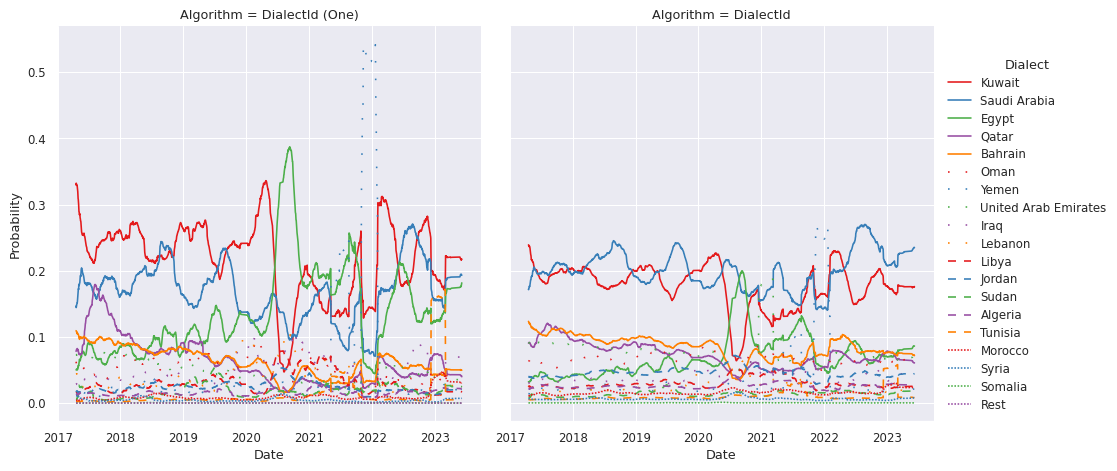 Algorithm = DialectId (One)
Algorithm = DialectId
Probability
0.5
0.4
0.3
0.2
0.1
0.0
2017 2018 2019 2020 2021 2022 2023
Date
2017 2018 2019 2020 2021 2022 2023
Date
Dialect
Kuwait
Saudi Arabia
Egypt
Qatar
Bahrain
Oman
Yemen
United Arab Emirates
Iraq
Lebanon
Libya
Jordan
Sudan
Algeria
Tunisia
Morocco
Syria
Somalia
Rest